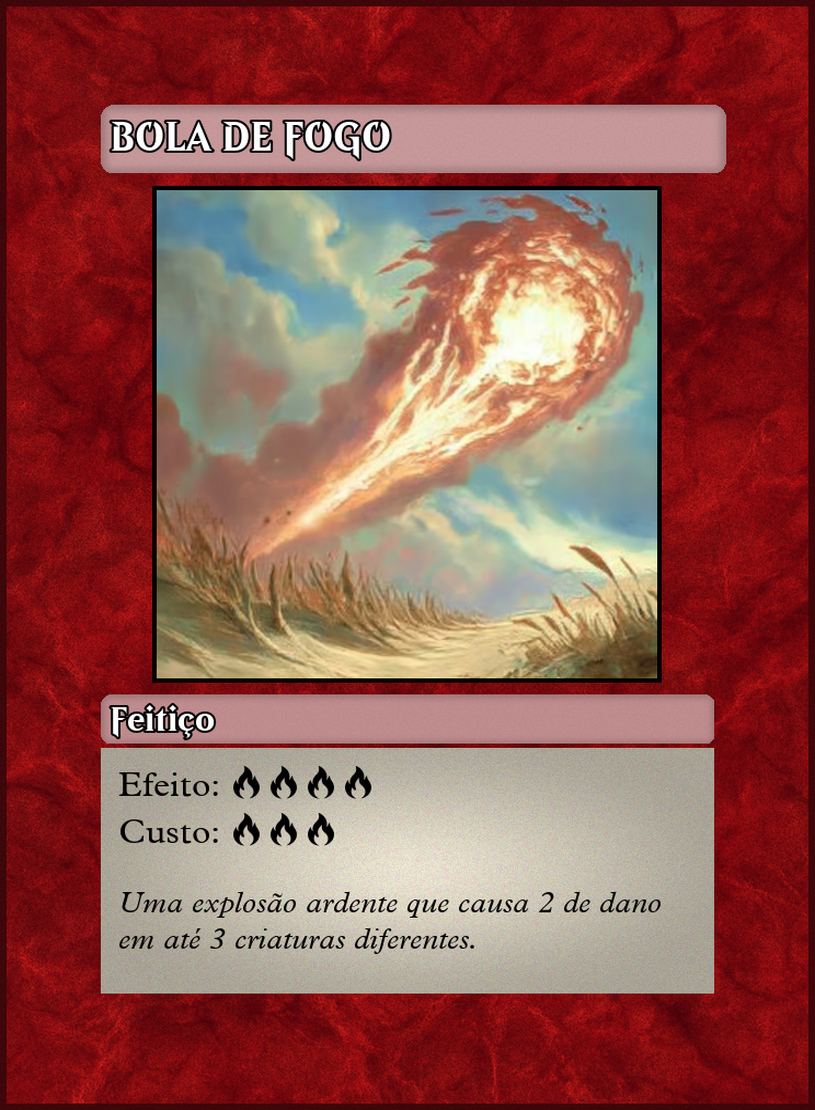 BOLA DE FOGO
Feitiço
Efeito: 🔥🔥🔥🔥
Custo: 🔥🔥🔥
Uma explosão ardente que causa 2 de dano
em até 3 criaturas diferentes.